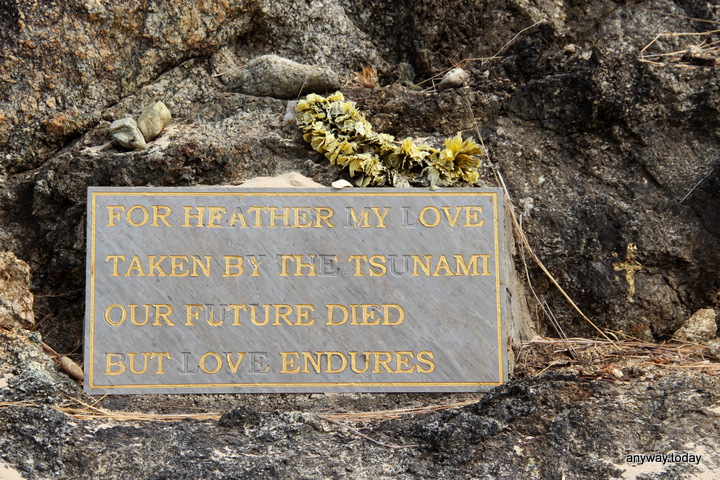 FOR HEATHER MY LOVE
TAKEN BY THE TSUNAMI
OUR FUTURE DIED
BUT LOVE ENDURES
anyway.today